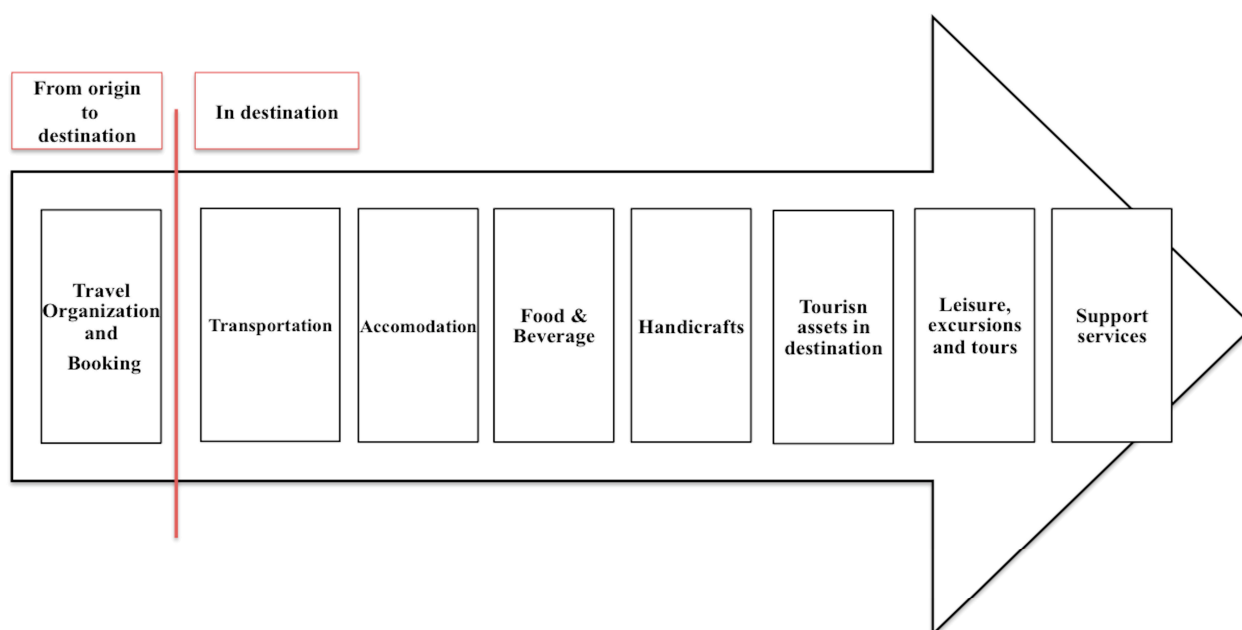 From origin
to
destination
In destination
Travel
Organization
and
Booking
Transportation
Accomodation
Food &
Beverage
Handicrafts
Tourism
assets in
destination
Leisure,
excursions
and tours
Support
services